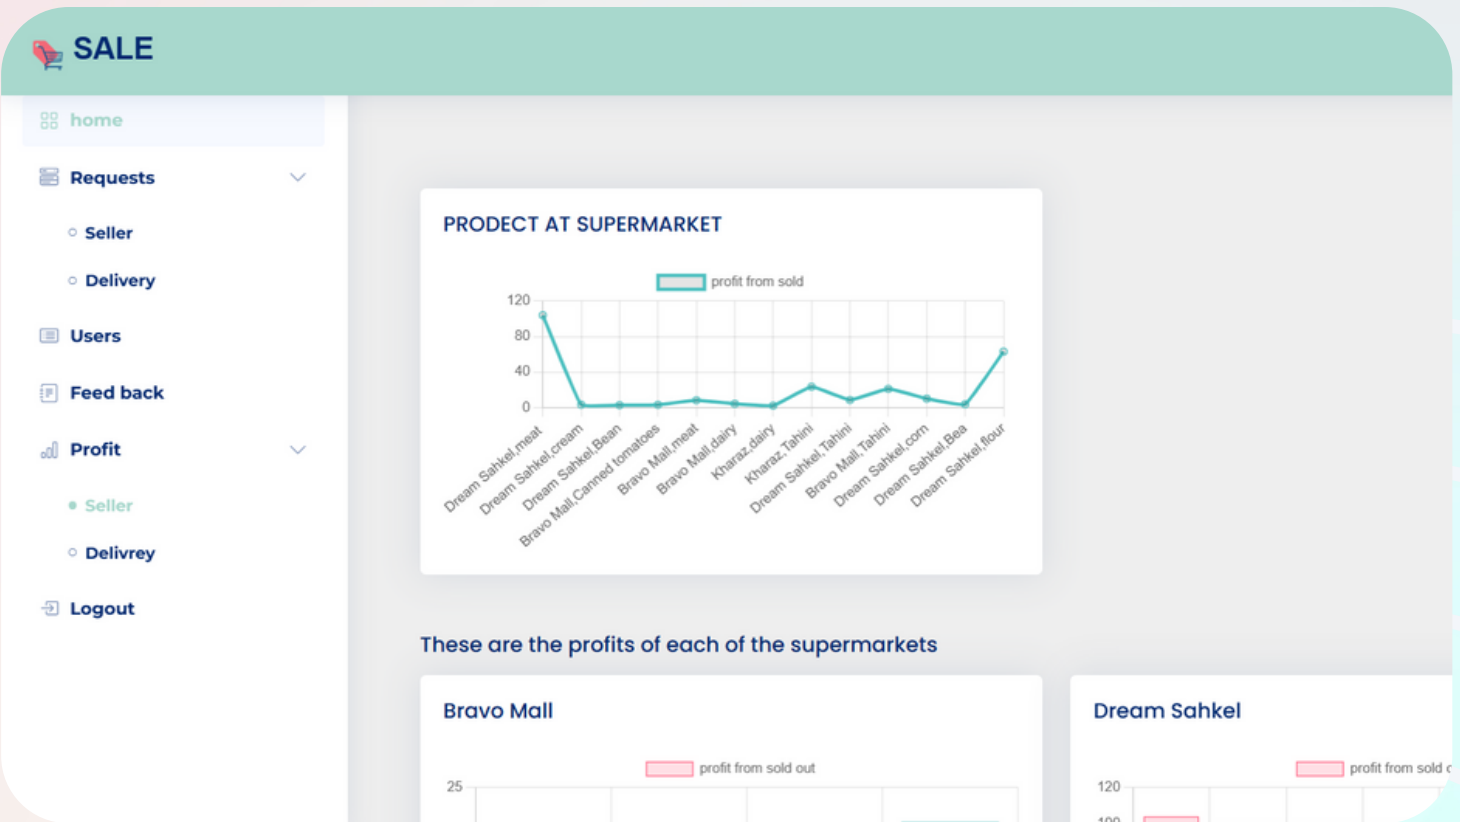 SALE
home
Requests
Seller
Delivery
Users
Feed back
Profit
Seller
Delivrey
Logout
PRODECT AT SUPERMARKET
profit from sold
120
80
40
0
Dream Sahkel,meat
Dream Sahkel,cream
Dream Sahkel,Bean
Bravo Mall,Canned tomatoes
Bravo Mall,meat
Bravo Mall,dairy
Kharaz,dairy
Kharaz,Tahini
Dream Sahkel,Tahini
Bravo Mall,Tahini
Dream Sahkel,corn
Dream Sahkel,Bea
Dream Sahkel,flour
These are the profits of each of the supermarkets
Bravo Mall
profit from sold out
25
Dream Sahkel
profit from sold
120